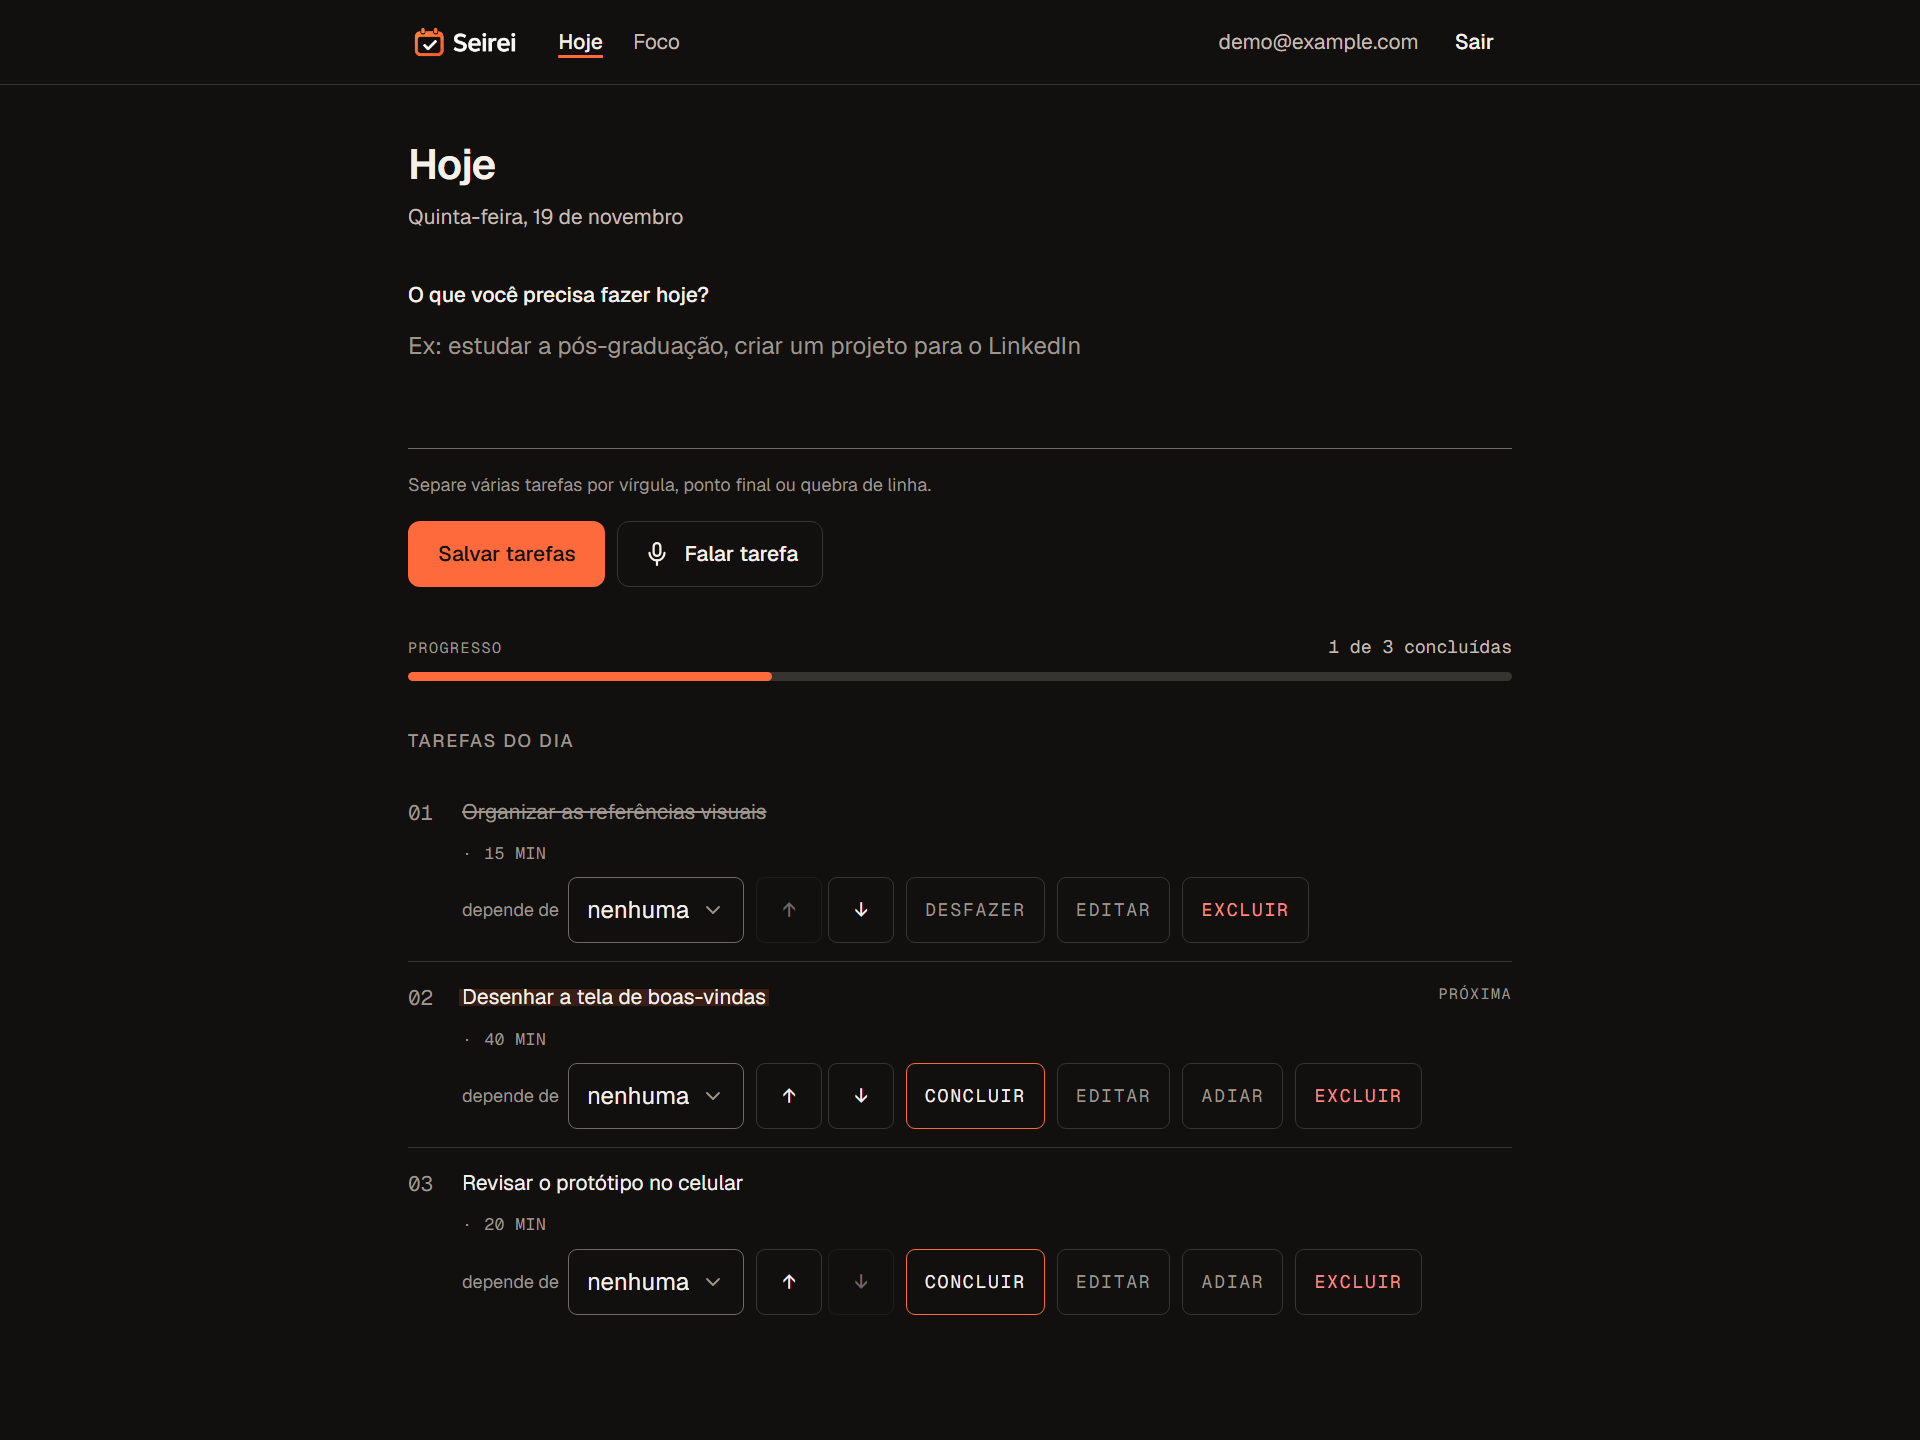 Seirei Hoje Foco demo@example.com Sair
Hoje
Quinta-feira, 19 de novembro
O que você precisa fazer hoje?
Ex: estudar a pós-graduação, criar um projeto para o LinkedIn
Separe várias tarefas por vírgula, ponto final ou quebra de linha.
Salvar tarefas Falar tarefa
PROGRESSO 1 de 3 concluídas
TAREFAS DO DIA
01 Organizar as referências visuais
· 15 MIN
depende de nenhuma ↑ ↓ DESFAZER EDITAR EXCLUIR
02 Desenhar a tela de boas-vindas PRÓXIMA
· 40 MIN
depende de nenhuma ↑ ↓ CONCLUIR EDITAR ADIAR EXCLUIR
03 Revisar o protótipo no celular
· 20 MIN
depende de nenhuma ↑ ↓ CONCLUIR EDITAR ADIAR EXCLUIR